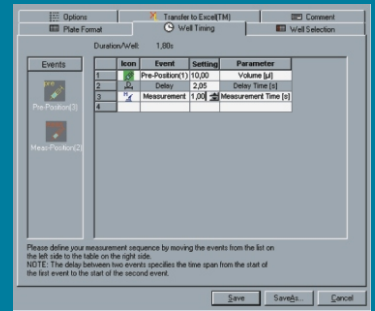 Options Transfer to Excel(TM) Comment
Plate Format Well Timing Well Selection
Duration/Well: 1,00s
Events
Pre-Position(3)
Meas-Position(2)
Icon Event Setting Parameter
1 Pre-Position(1) 10,00 Volume [µl]
2 Delay 2,05 Delay Time [s]
3 Measurement 1,00 Measurement Time [s]
4
Please define your measurement sequence by moving the events from the list on
the left side to the table on the right side.
NOTE: The delay between two events specifies the time span from the start of
the first event to the start of the second event.
Save SaveAs... Cancel